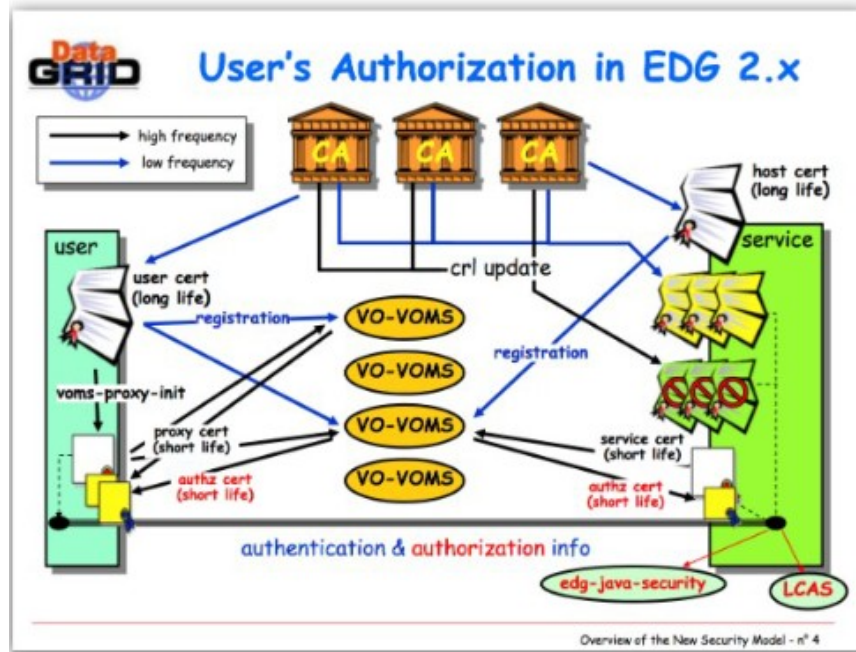 Data
GRID
User's Authorization in EDG 2.x
high frequency
low frequency
CA
CA
CA
host cert
(long life)
user
service
user cert
(long life)
crl update
registration
VO-VOMS
registration
VO-VOMS
voms-proxy-init
VO-VOMS
proxy cert
(short life)
service cert
(short life)
authz cert
(short life)
VO-VOMS
authz cert
(short life)
authentication & authorization info
edg-java-security
LCAS
Overview of the New Security Model - n° 4